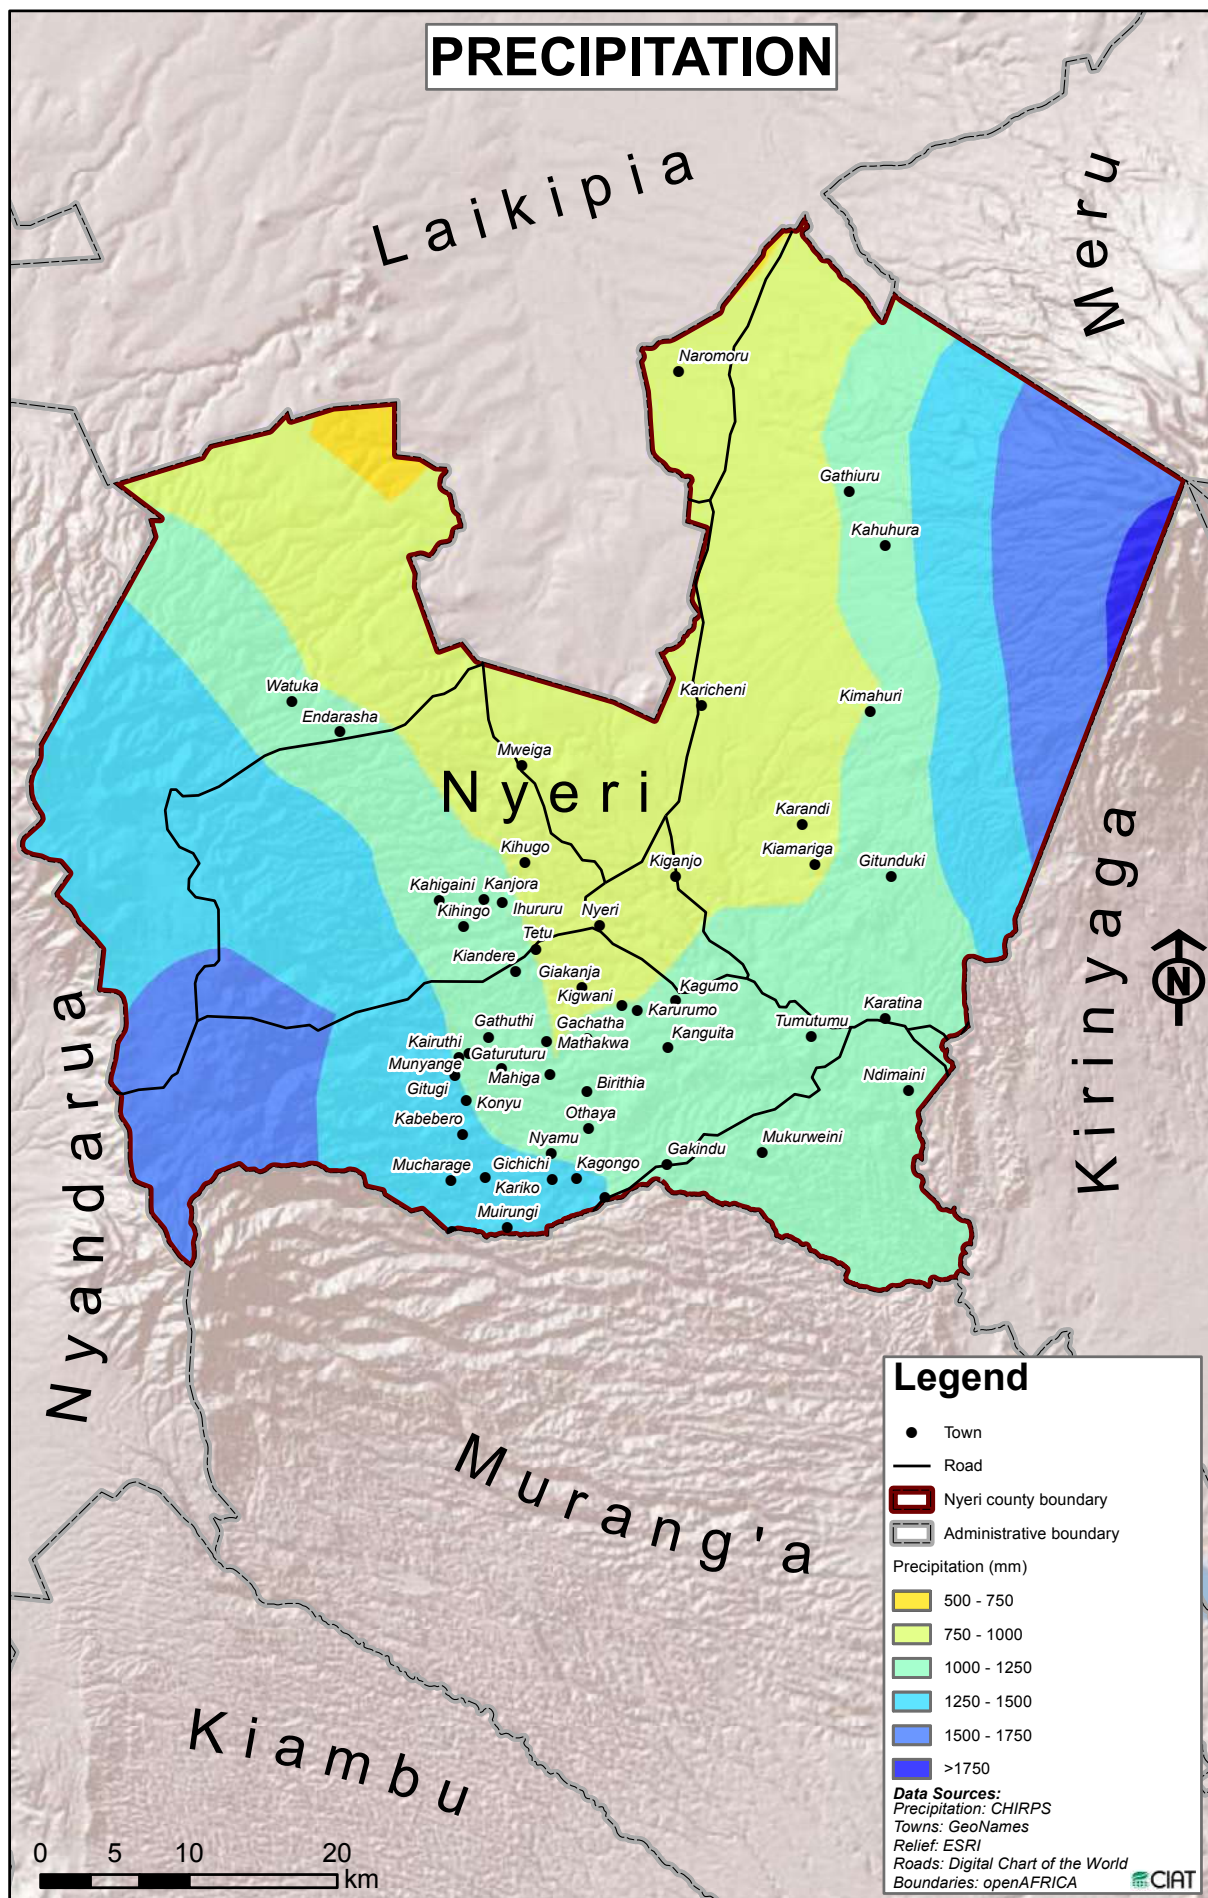 PRECIPITATION
Laikipia
Meru
Naromoru
Gathiuru
Kahuhura
Watuka
Endarasha
Karicheni
Kimahuri
Mweiga
Nyeri
Karandi
Kihugo
Kiganjo
Kiamariga
Gitunduki
Kahigaini
Kanjora
Ihururu
Kihingo
Nyeri
Tetu
Kiandere
Giakanja
Kigwani
Kagumo
Karurumo
Karatina
Gathuthi
Gachatha
Kanguita
Tumutumu
Kairuthi
Mathakwa
Gaturuturu
Munyange
Mahiga
Birithia
Ndimaini
Gitugi
Konyu
Othaya
Kabebero
Nyamu
Gakindu
Mukurweini
Mucharage
Gichichi
Kagongo
Kariko
Muirungi
Nyandarua
Kirinyaga
Murang'a
Kiambu
N
0 5 10 20
km
Legend
Town
Road
Nyeri county boundary
Administrative boundary
Precipitation (mm)
500 - 750
750 - 1000
1000 - 1250
1250 - 1500
1500 - 1750
>1750
Data Sources:
Precipitation: CHIRPS
Towns: GeoNames
Relief: ESRI
Roads: Digital Chart of the World
Boundaries: openAFRICA
CIAT